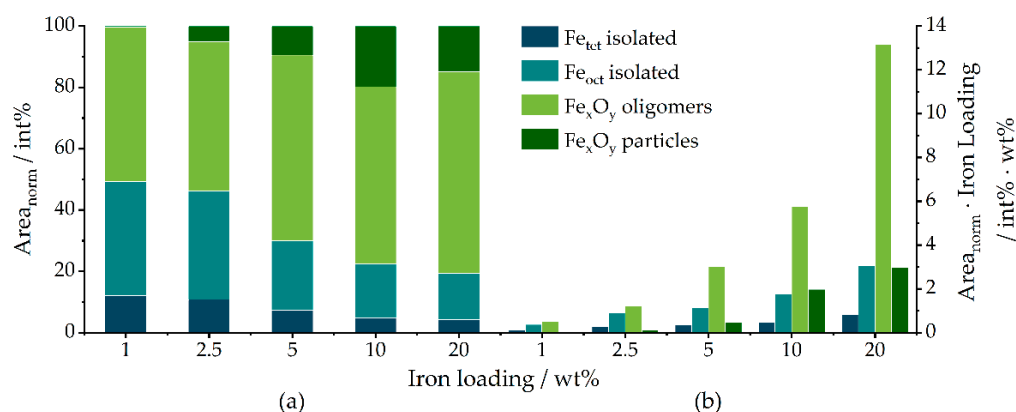 100
80
60
40
20
0
Area_norm / int%
1 2.5 5 10 20
(a)
Fe_tet isolated
Fe_oct isolated
Fe_xO_y oligomers
Fe_xO_y particles
14
12
10
8
6
4
2
0
Area_norm · Iron Loading
/ int% · wt%
1 2.5 5 10 20
(b)
Iron loading / wt%